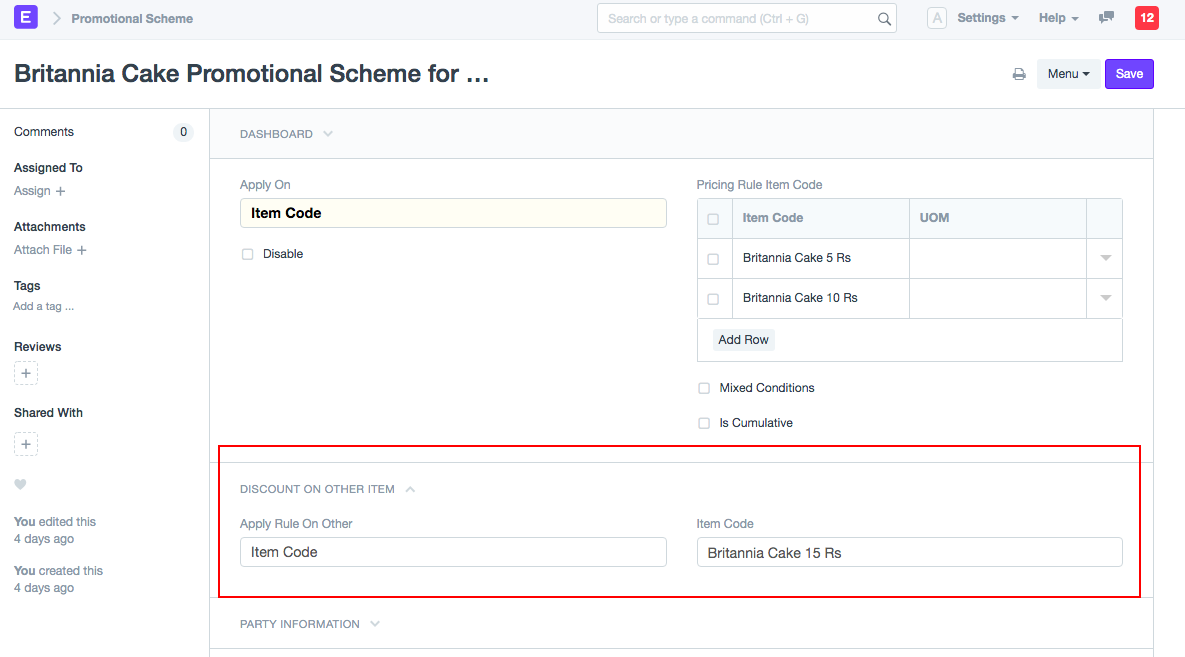 E
Promotional Scheme
Search or type a command (Ctrl + G)
A
Settings
Help
12
Britannia Cake Promotional Scheme for ...
Menu
Save
Comments
0
Assigned To
Assign +
Attachments
Attach File +
Tags
Add a tag ...
Reviews
+
Shared With
+
You edited this
4 days ago
You created this
4 days ago
DASHBOARD
Apply On
Item Code
Disable
Pricing Rule Item Code
Item Code UOM
Britannia Cake 5 Rs
Britannia Cake 10 Rs
Add Row
Mixed Conditions
Is Cumulative
DISCOUNT ON OTHER ITEM
Apply Rule On Other
Item Code
Item Code
Britannia Cake 15 Rs
PARTY INFORMATION